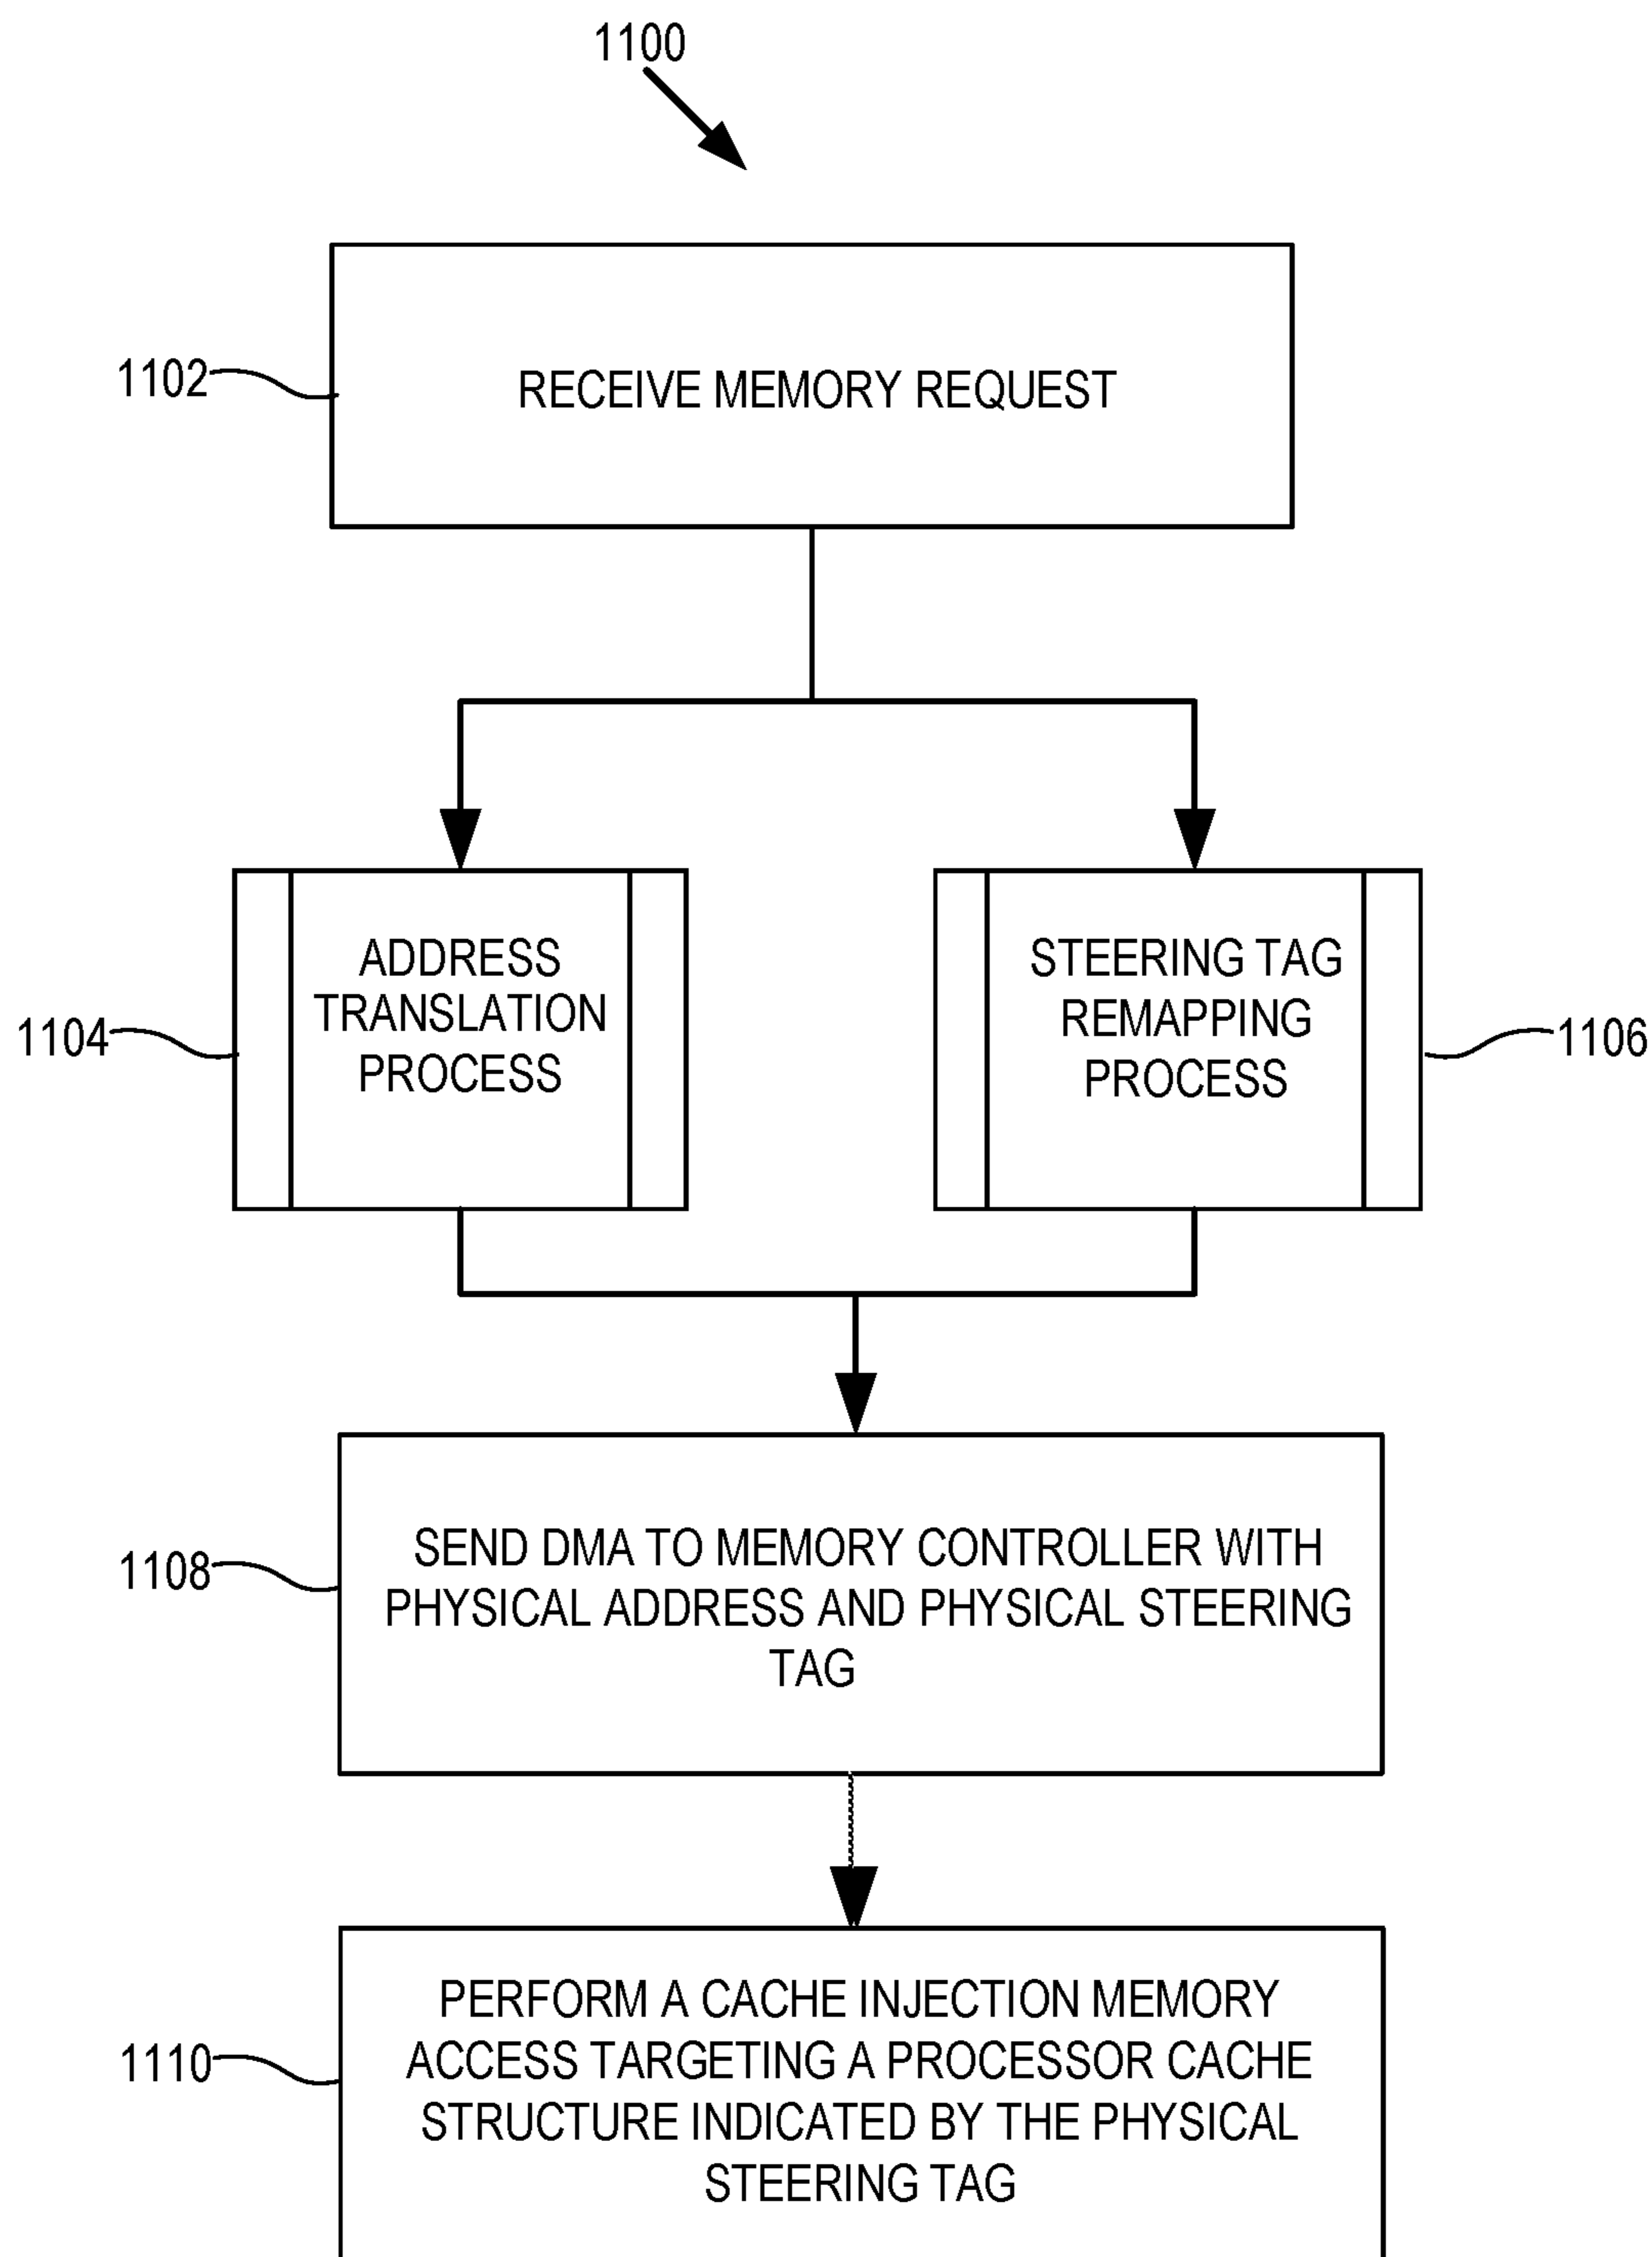 1100
1102
RECEIVE MEMORY REQUEST
ADDRESS
TRANSLATION
PROCESS
1104
STEERING TAG
REMAPPING
PROCESS
1106
SEND DMA TO MEMORY CONTROLLER WITH
PHYSICAL ADDRESS AND PHYSICAL STEERING
TAG
1108
PERFORM A CACHE INJECTION MEMORY
ACCESS TARGETING A PROCESSOR CACHE
STRUCTURE INDICATED BY THE PHYSICAL
STEERING TAG
1110